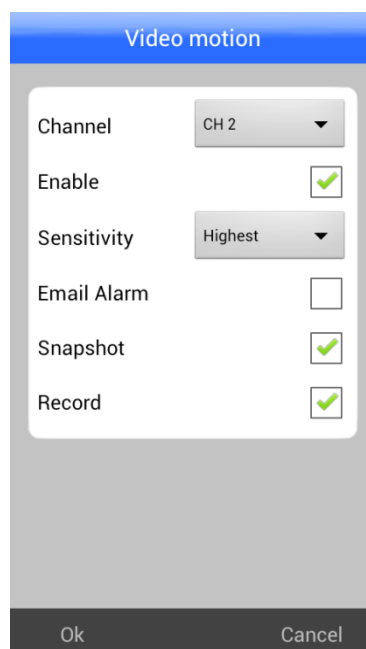 Video motion
Channel CH 2
Enable
Sensitivity Highest
Email Alarm
Snapshot
Record
Ok Cancel